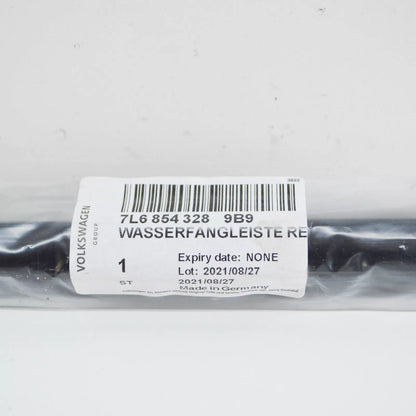 3622
7L6 854 328 9B9
WASSERFANGLEISTE RE
VOLKSWAGEN
GROUP
1
ST
Expiry date: NONE
Lot: 2021/08/27
2021/08/27
Made in Germany